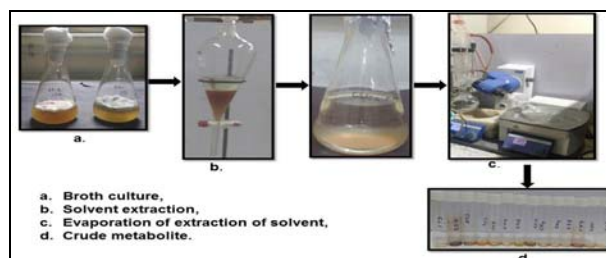 a.
b.
c.
a. Broth culture,
b. Solvent extraction,
c. Evaporation of extraction of solvent,
d. Crude metabolite.
d